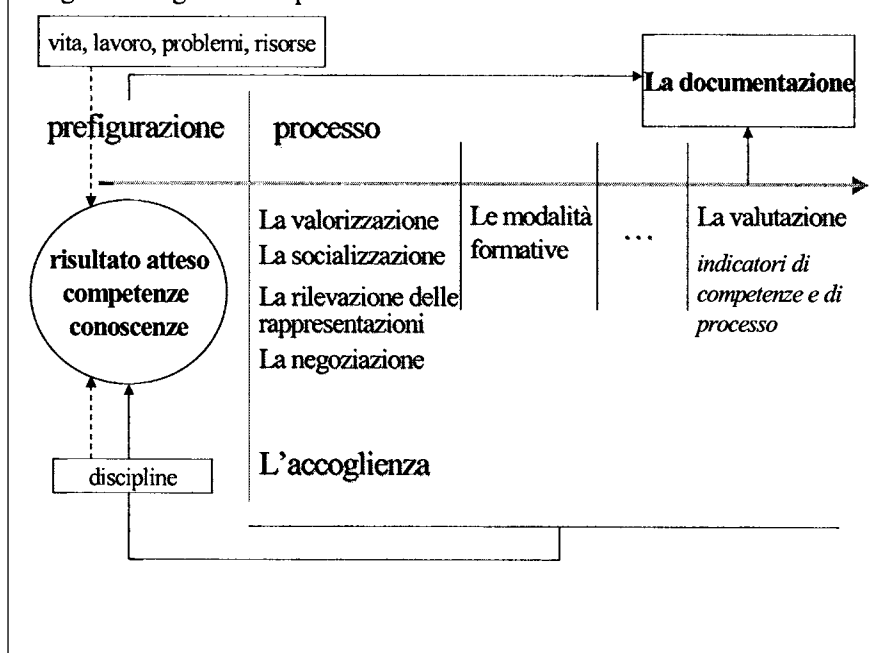 vita, lavoro, problemi, risorse
La documentazione
prefigurazione
processo
La valorizzazione
La socializzazione
La rilevazione delle
rappresentazioni
La negoziazione
Le modalità
formative
...
La valutazione
indicatori di
competenze e di
processo
risultato atteso
competenze
conoscenze
L'accoglienza
discipline